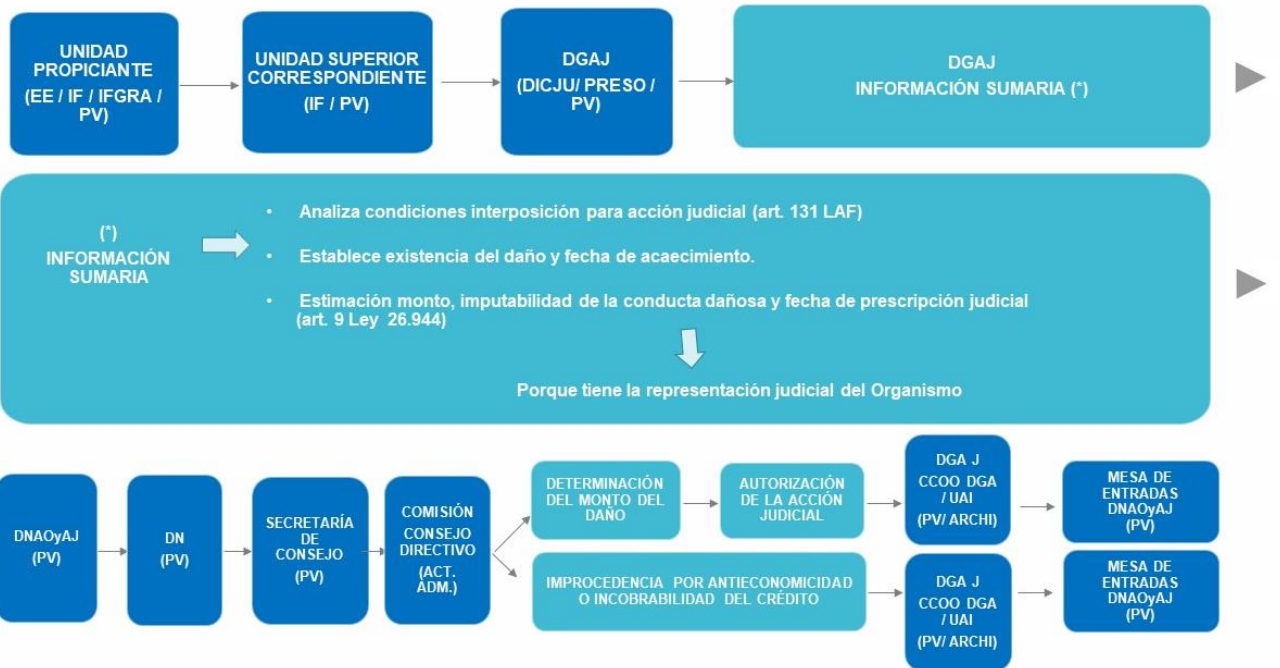 UNIDAD
PROPICIANTE
(EE / IF / IFGRA /
PV)
UNIDAD SUPERIOR
CORRESPONDIENTE
(IF / PV)
DGAJ
(DICJU/ PRESO /
PV)
DGAJ
INFORMACIÓN SUMARIA (*)
(*)
INFORMACIÓN
SUMARIA
• Analiza condiciones interposición para acción judicial (art. 131 LAF)
• Establece existencia del daño y fecha de acaecimiento.
• Estimación monto, imputabilidad de la conducta dañosa y fecha de prescripción judicial
(art. 9 Ley 26.944)
Porque tiene la representación judicial del Organismo
DNAOyAJ
(PV)
DN
(PV)
SECRETARÍA
DE
CONSEJO
(PV)
COMISIÓN
CONSEJO
DIRECTIVO
(ACT.
ADM.)
DETERMINACIÓN
DEL MONTO DEL
DAÑO
AUTORIZACIÓN
DE LA ACCIÓN
JUDICIAL
DGA J
CCOO DGA
/ UAI
(PV/ ARCHI)
MESA DE
ENTRADAS
DNAOyAJ
(PV)
IMPROCEDENCIA POR ANTIECONOMICIDAD
O INCOBRABILIDAD DEL CRÉDITO
DGA J
CCOO DGA
/ UAI
(PV/ ARCHI)
MESA DE
ENTRADAS
DNAOyAJ
(PV)